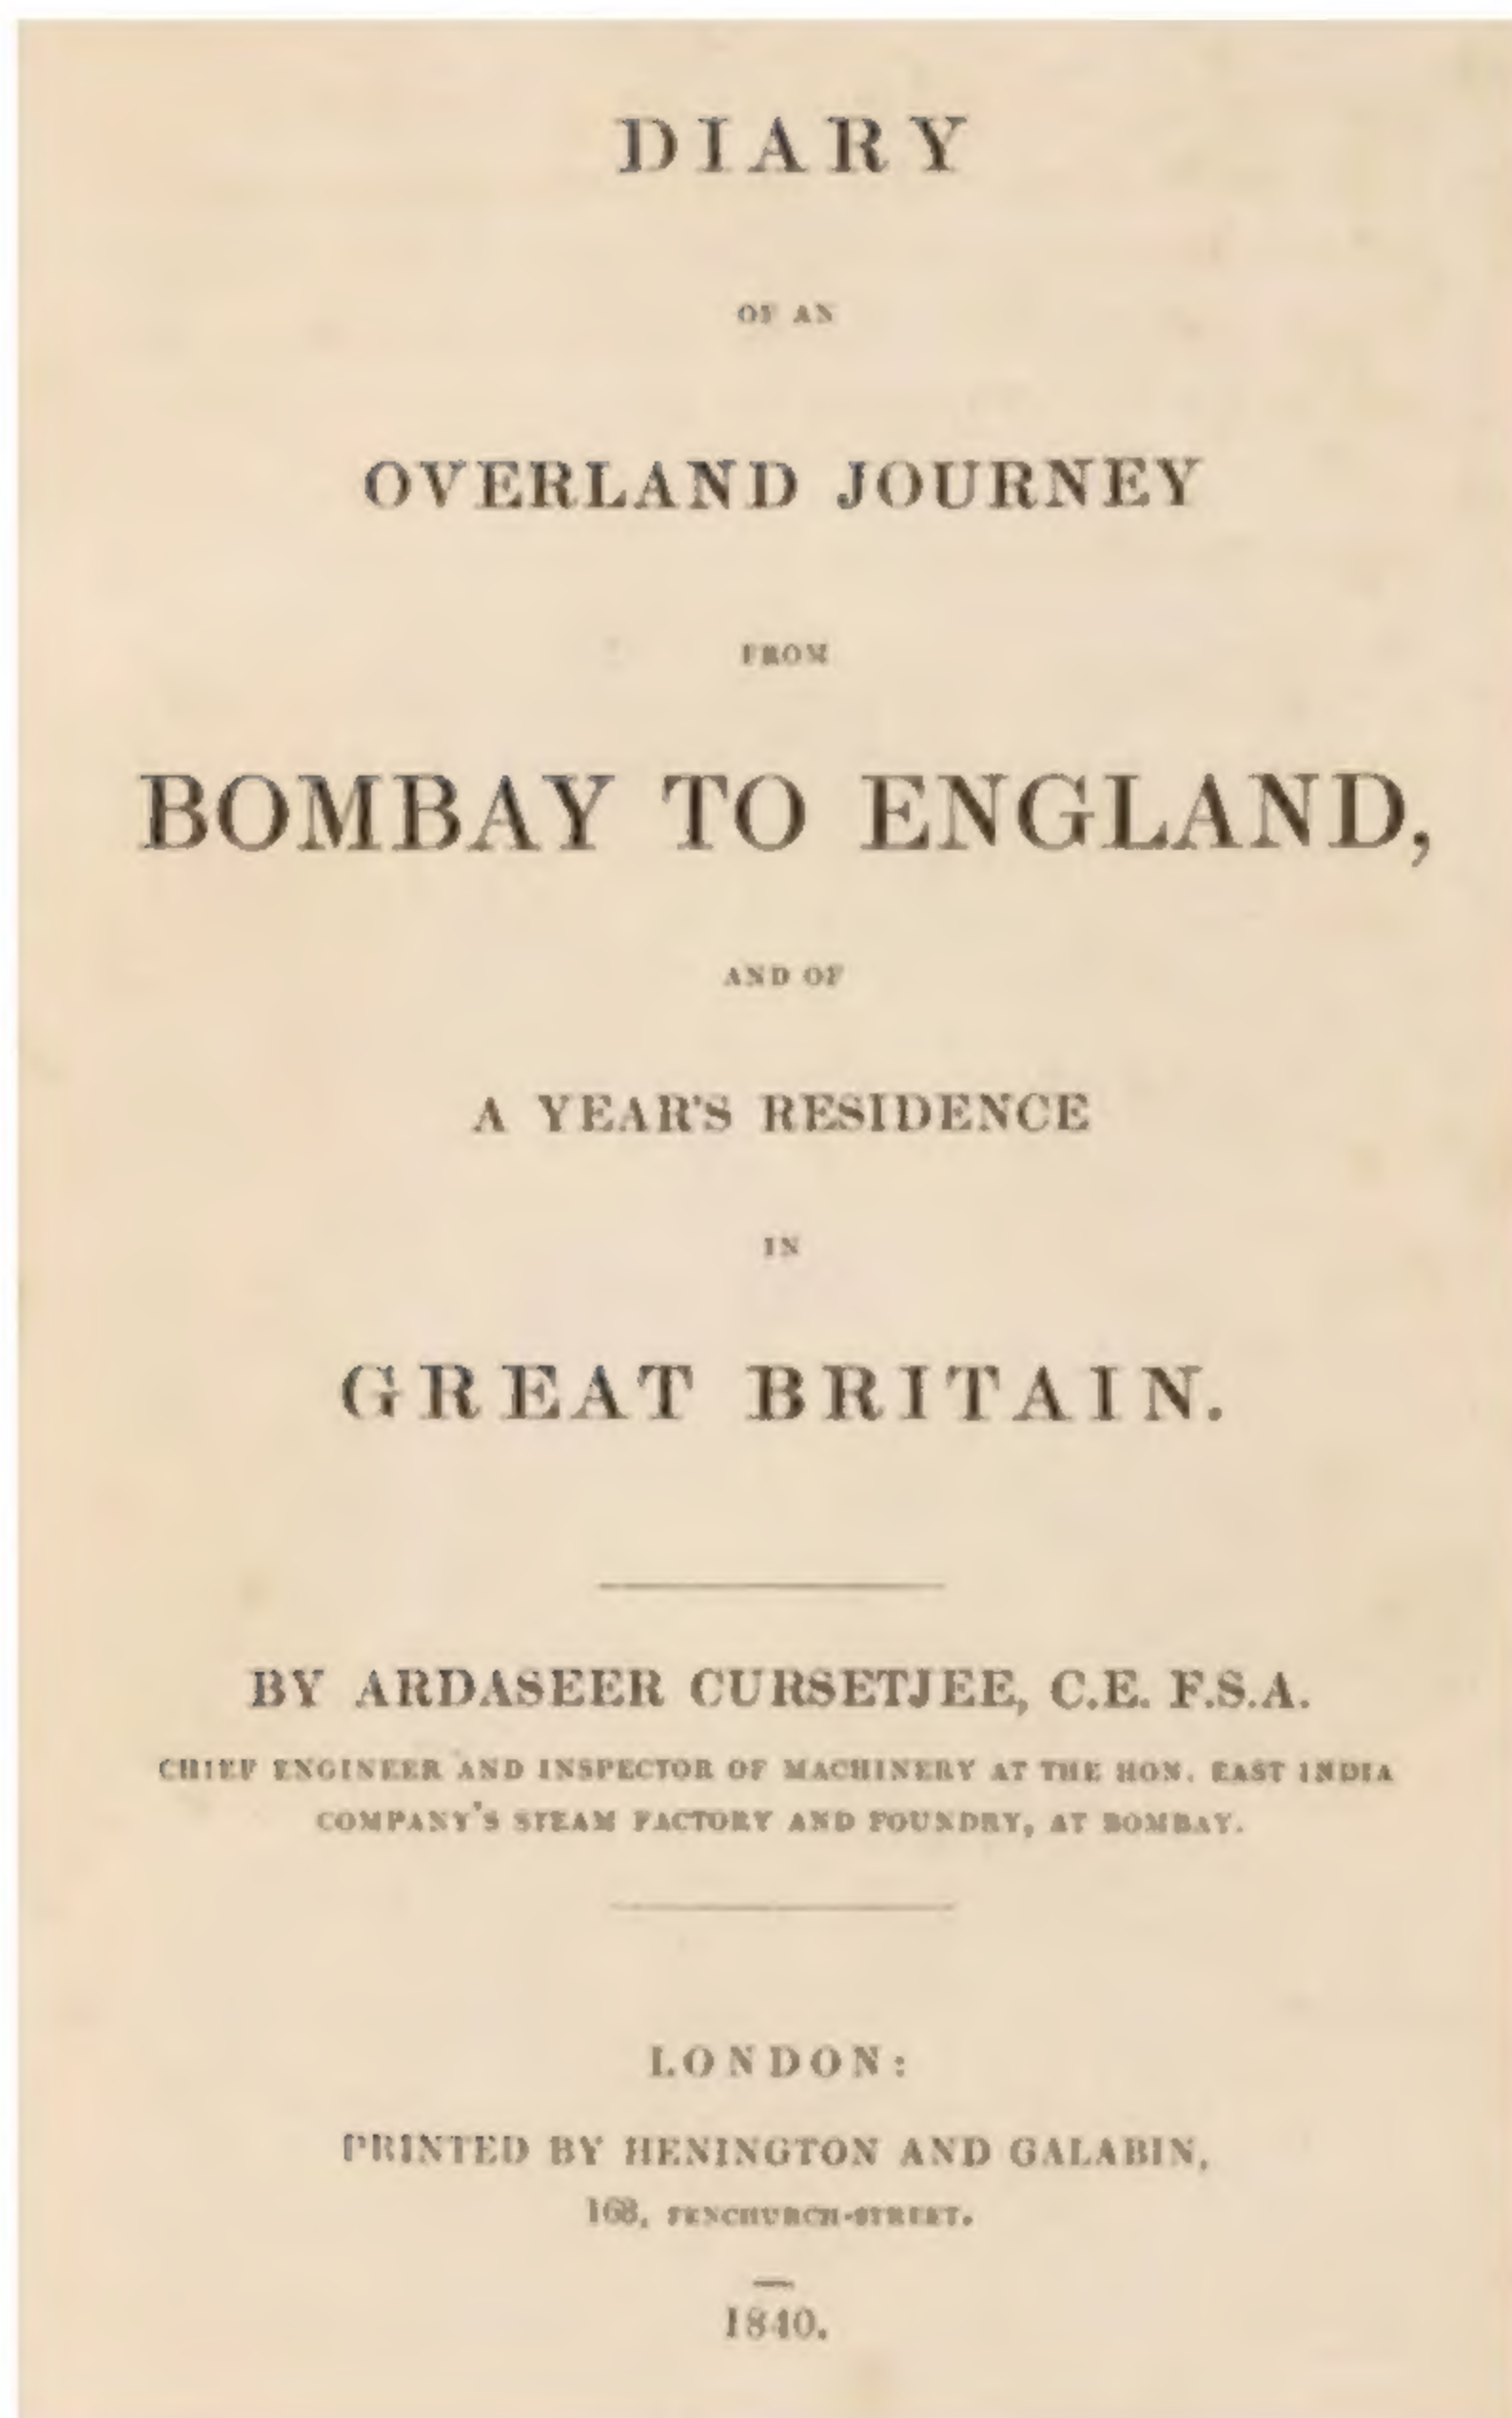 DIARY
OF AN
OVERLAND JOURNEY
FROM
BOMBAY TO ENGLAND,
AND OF
A YEAR'S RESIDENCE
IN
GREAT BRITAIN.
BY ARDASEER CURSETJEE, C.E. F.S.A.
CHIEF ENGINEER AND INSPECTOR OF MACHINERY AT THE HON. EAST INDIA
COMPANY'S STEAM FACTORY AND FOUNDRY, AT BOMBAY.
LONDON:
PRINTED BY HENINGTON AND GALABIN,
168, FENCHURCH-STREET.
1840.